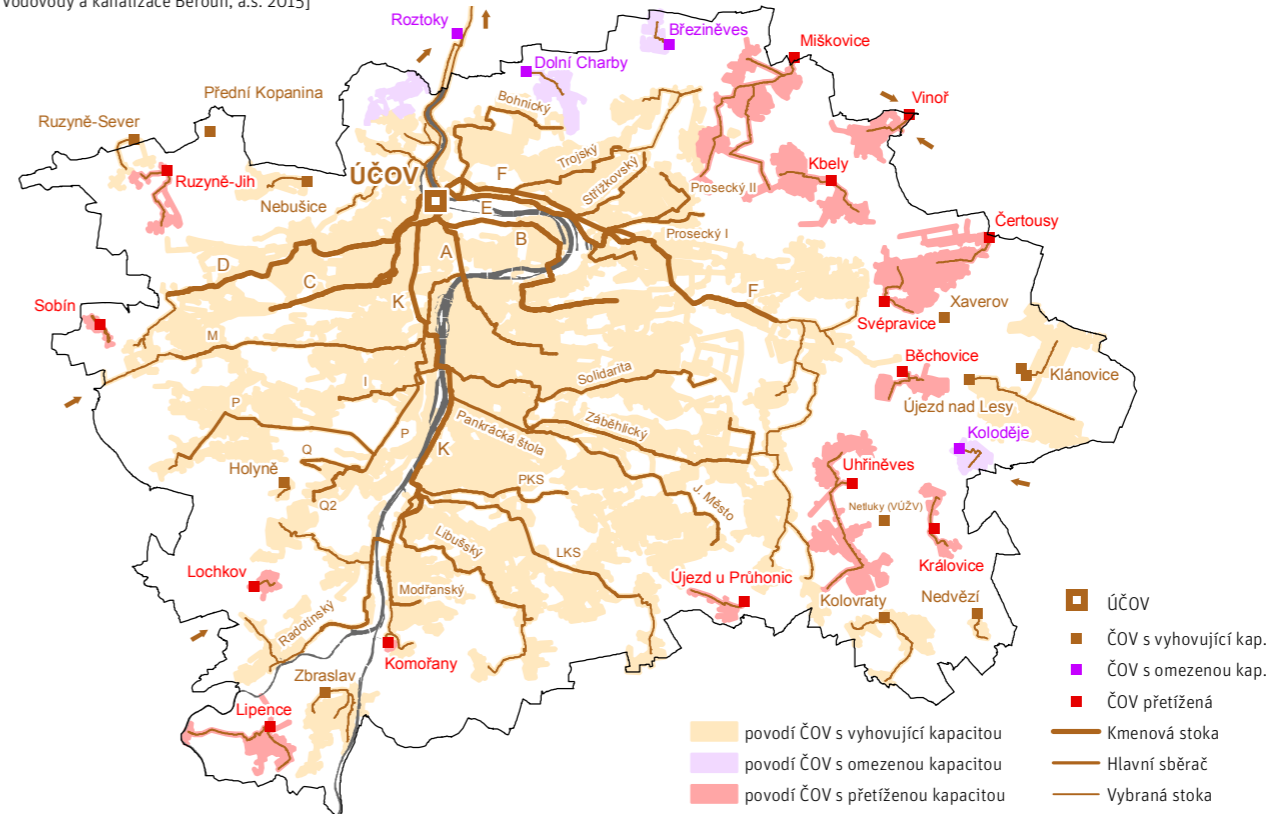 Vodovody a kanalizace Beroun, a.s. 2015]
Roztoky
Březiněves
Miškovice
Dolní Charby
Přední Kopanina
Bohnický
Vinoř
Ruzyně-Sever
Trojský
Střížkovský
Kbely
Ruzyně-Jih
ÚČOV
F
Prosecký II
Nebušice
E
Čertousy
B
Prosecký I
A
D
C
K
F
Xaverov
Sobín
Svépravice
M
Běchovice
Klánovice
I
Solidarita
Újezd nad Lesy
P
P
Pankrácká štola
Záběhlický
Koloděje
Q
K
Holyně
Uhříněves
PKS
J. Město
Q2
Netluky (VÚŽV)
Libušský
LKS
Královice
Lochkov
Újezd u Průhonic
Modřanský
Kolovraty
Nedvězí
Radotínský
Komořany
Zbraslav
Lipence
ÚČOV
ČOV s vyhovující kap.
ČOV s omezenou kap.
ČOV přetížená
povodí ČOV s vyhovující kapacitou
povodí ČOV s omezenou kapacitou
povodí ČOV s přetíženou kapacitou
Kmenová stoka
Hlavní sběrač
Vybraná stoka